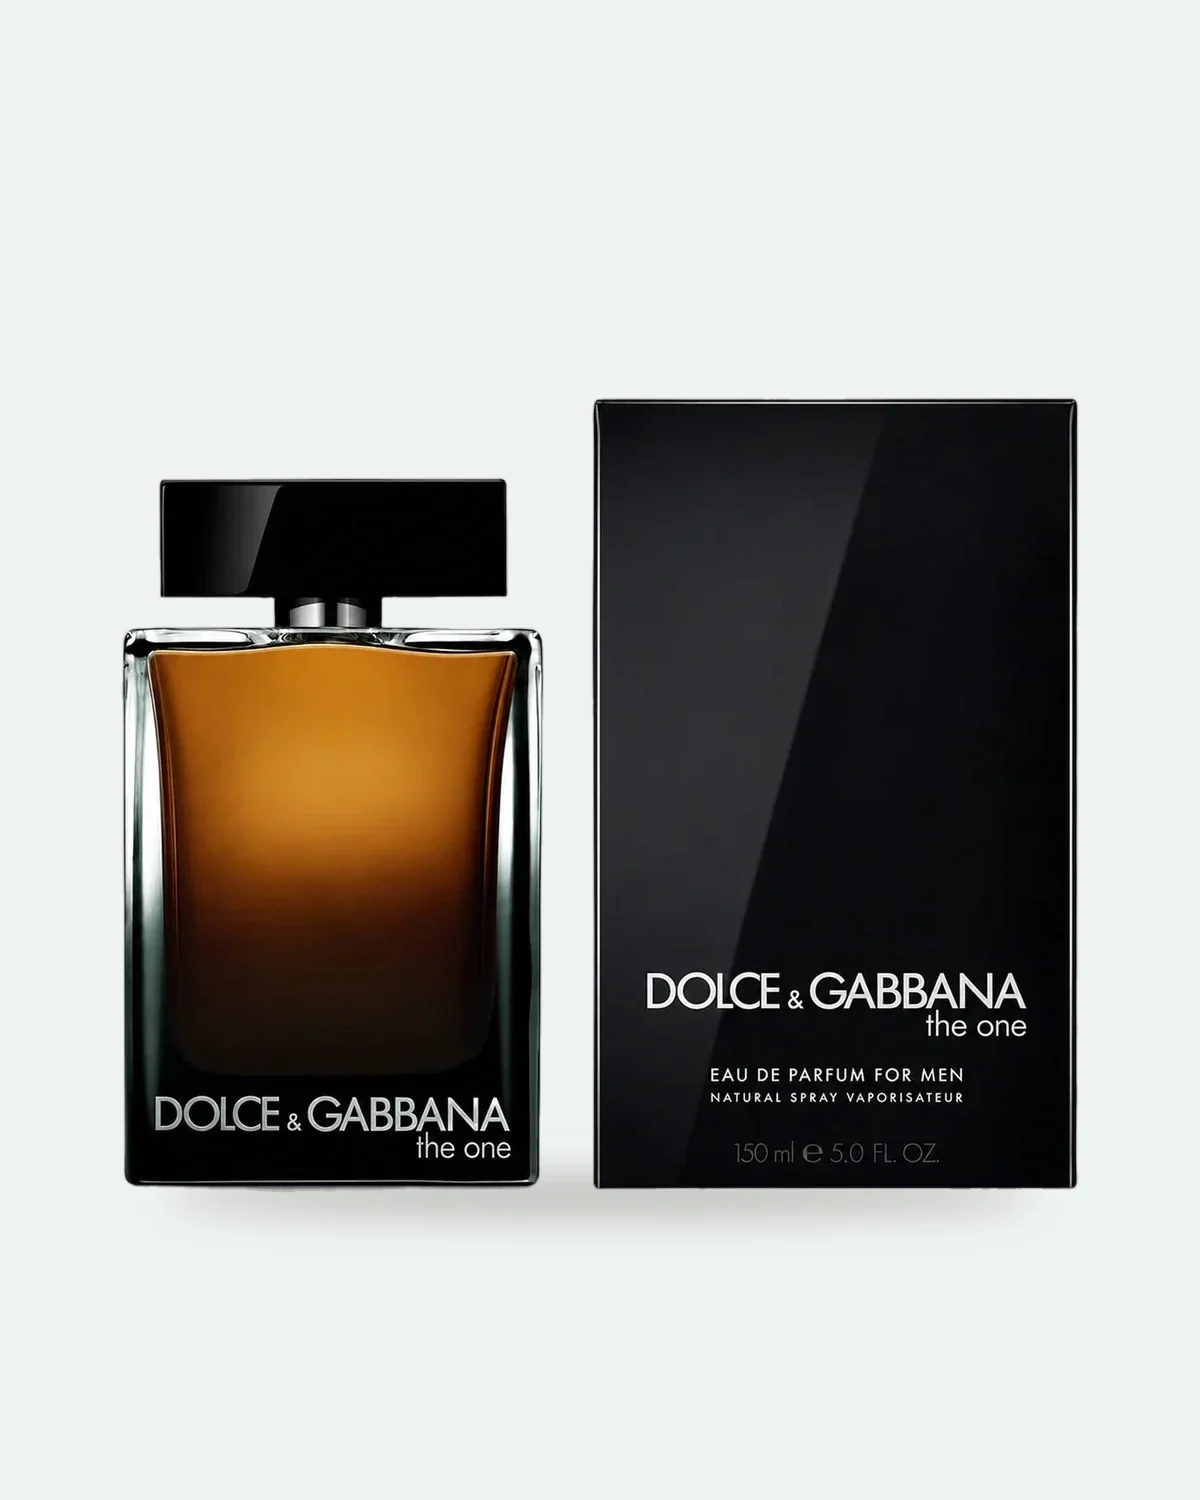 DOLCE & GABBANA
the one
DOLCE & GABBANA
the one
EAU DE PARFUM FOR MEN
NATURAL SPRAY VAPORISATEUR
150 ml e 5.0 FL. OZ.